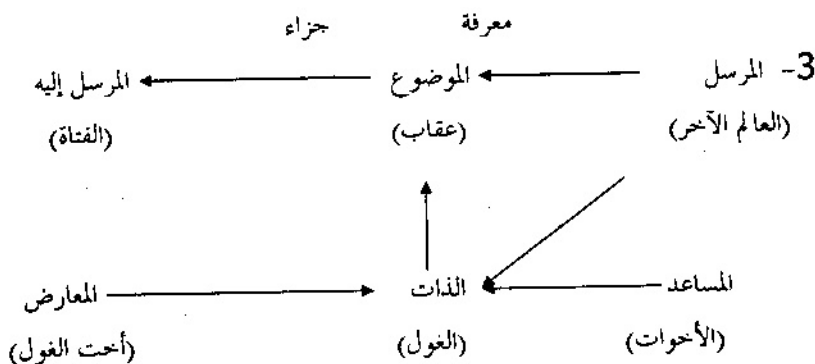 معرفة جزاء
3- المرسل الموضوع المرسل إليه
(العالم الآخر) (عقاب) (الفتاة)
المساعد الذات المعارض
(الأخوات) (الغول) (أخت الغول)